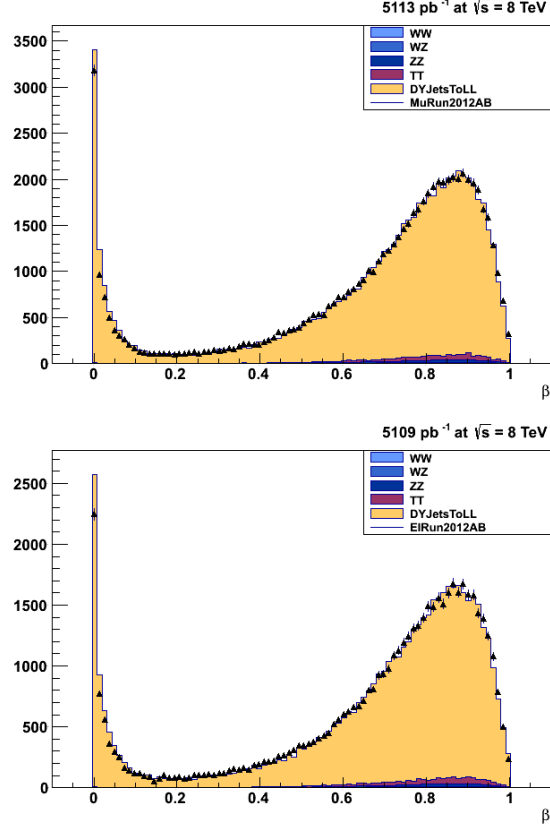 5113 pb⁻¹ at √s = 8 TeV
WW
WZ
ZZ
TT
DYJetsToLL
MuRun2012AB
3500
3000
2500
2000
1500
1000
500
0
0 0.2 0.4 0.6 0.8 1
β
5109 pb⁻¹ at √s = 8 TeV
WW
WZ
ZZ
TT
DYJetsToLL
ElRun2012AB
2500
2000
1500
1000
500
0
0 0.2 0.4 0.6 0.8 1
β